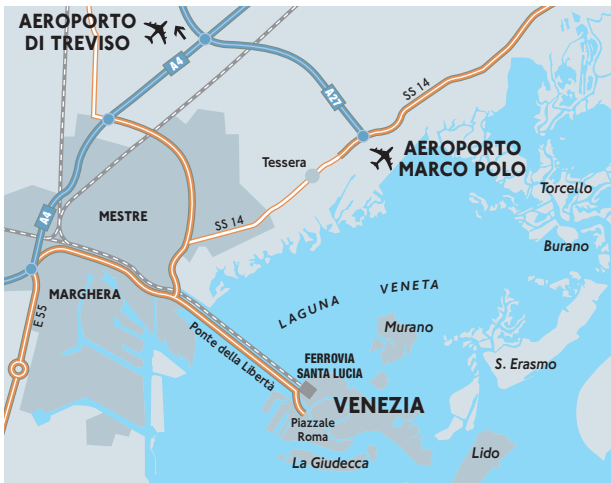 AEROPORTO
DI TREVISO
A4
A27
SS 14
AEROPORTO
MARCO POLO
Tessera
Torcello
MESTRE
A4
SS 14
Burano
MARGHERA
E 55
LAGUNA VENETA
Murano
Ponte della Libertà
FERROVIA
SANTA LUCIA
S. Erasmo
VENEZIA
Piazzale
Roma
La Giudecca
Lido